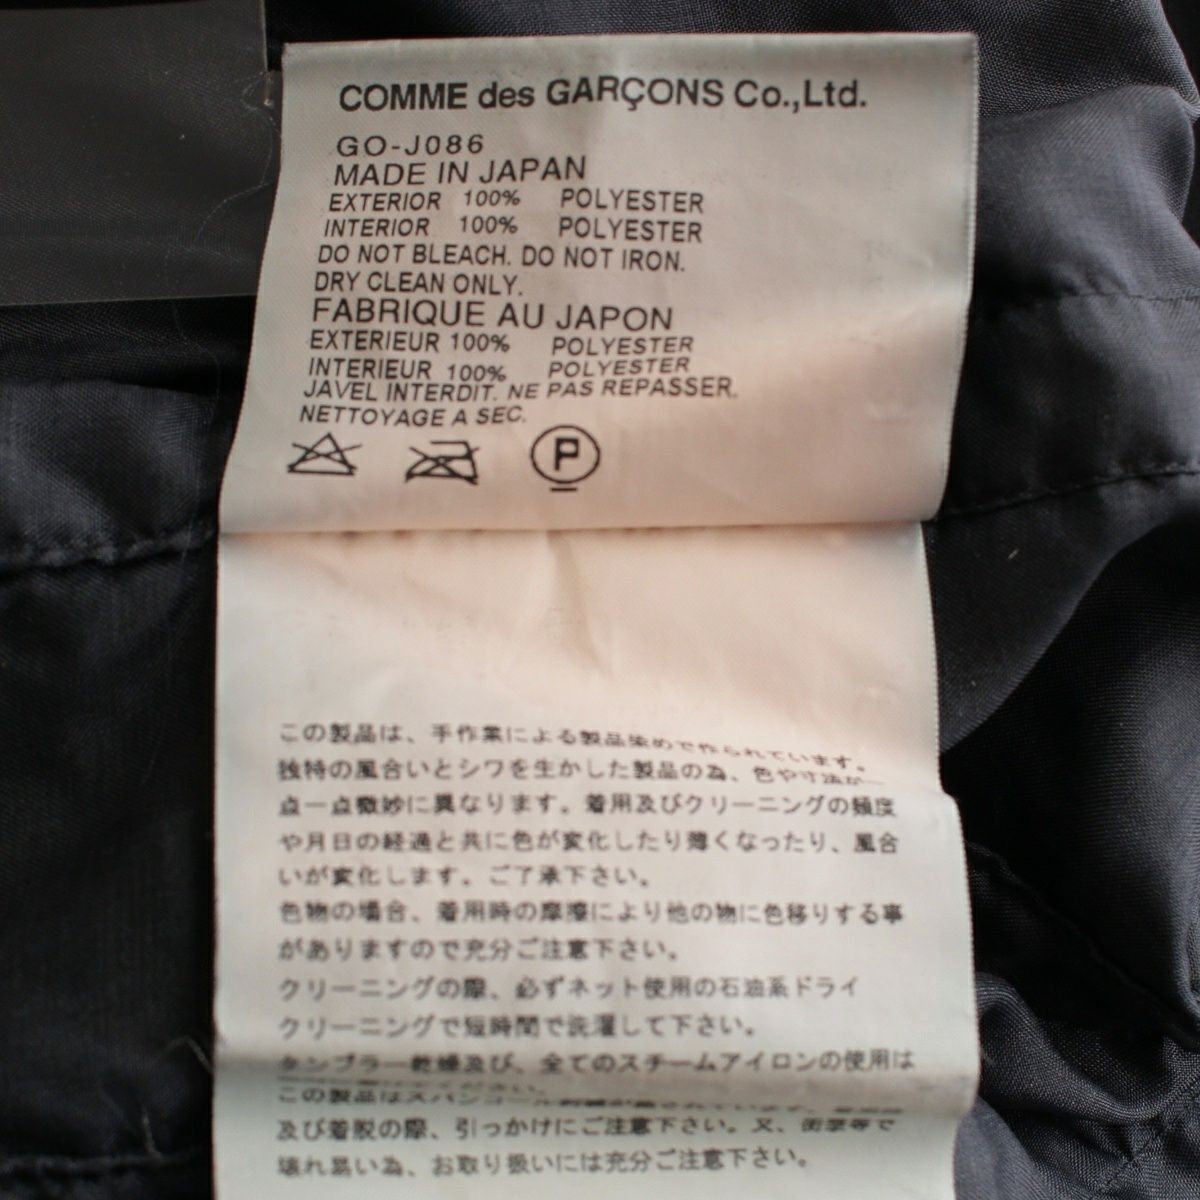 COMME des GARÇONS Co.,Ltd.
GO-J086
MADE IN JAPAN
EXTERIOR 100% POLYESTER
INTERIOR 100% POLYESTER
DO NOT BLEACH. DO NOT IRON.
DRY CLEAN ONLY.
FABRIQUE AU JAPON
EXTERIEUR 100% POLYESTER
INTERIEUR 100% POLYESTER
JAVEL INTERDIT. NE PAS REPASSER.
NETTOYAGE A SEC.
P
この製品は、手作業による製品染めで作られています。
独特の風合いとシワを生かした製品の為、色や寸法が
点一点微妙に異なります。着用及びクリーニングの頻度
や月日の経過と共に色が変化したり薄くなったり、風合
いが変化します。ご了承下さい。
色物の場合、着用時の摩擦により他の物に色移りする事
がありますので充分ご注意下さい。
クリーニングの際、必ずネット使用の石油系ドライ
クリーニングで短時間で洗濯して下さい。
タンブラー乾燥及び、全てのスチームアイロンの使用は
この製品はスパンコール
及び着脱の際、引っかけにご注意下さい。又、衝撃等で
壊れ易い為、お取り扱いには充分ご注意下さい。